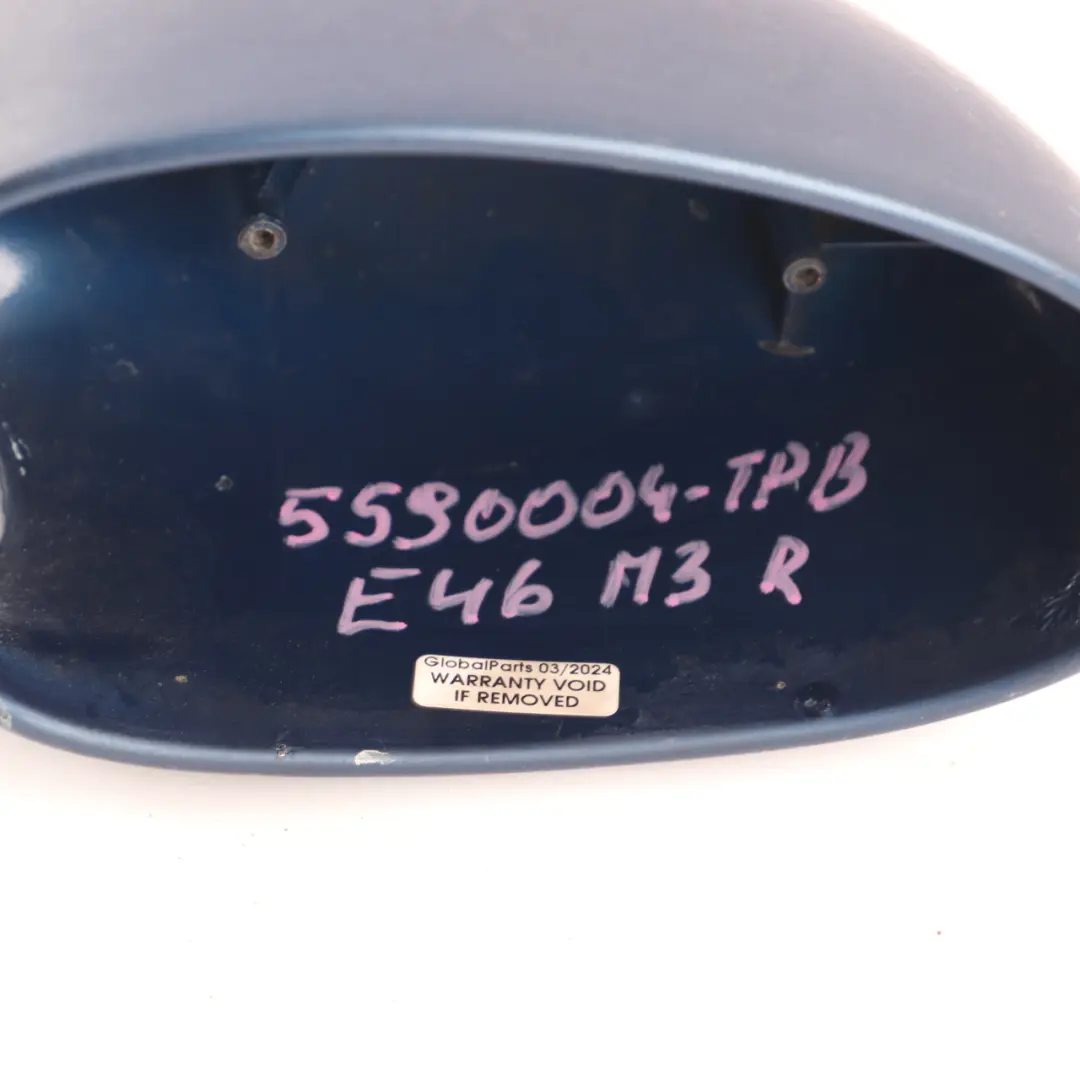 5590004-TPB
E46 M3 R
GlobalParts 03/2024
WARRANTY VOID
IF REMOVED